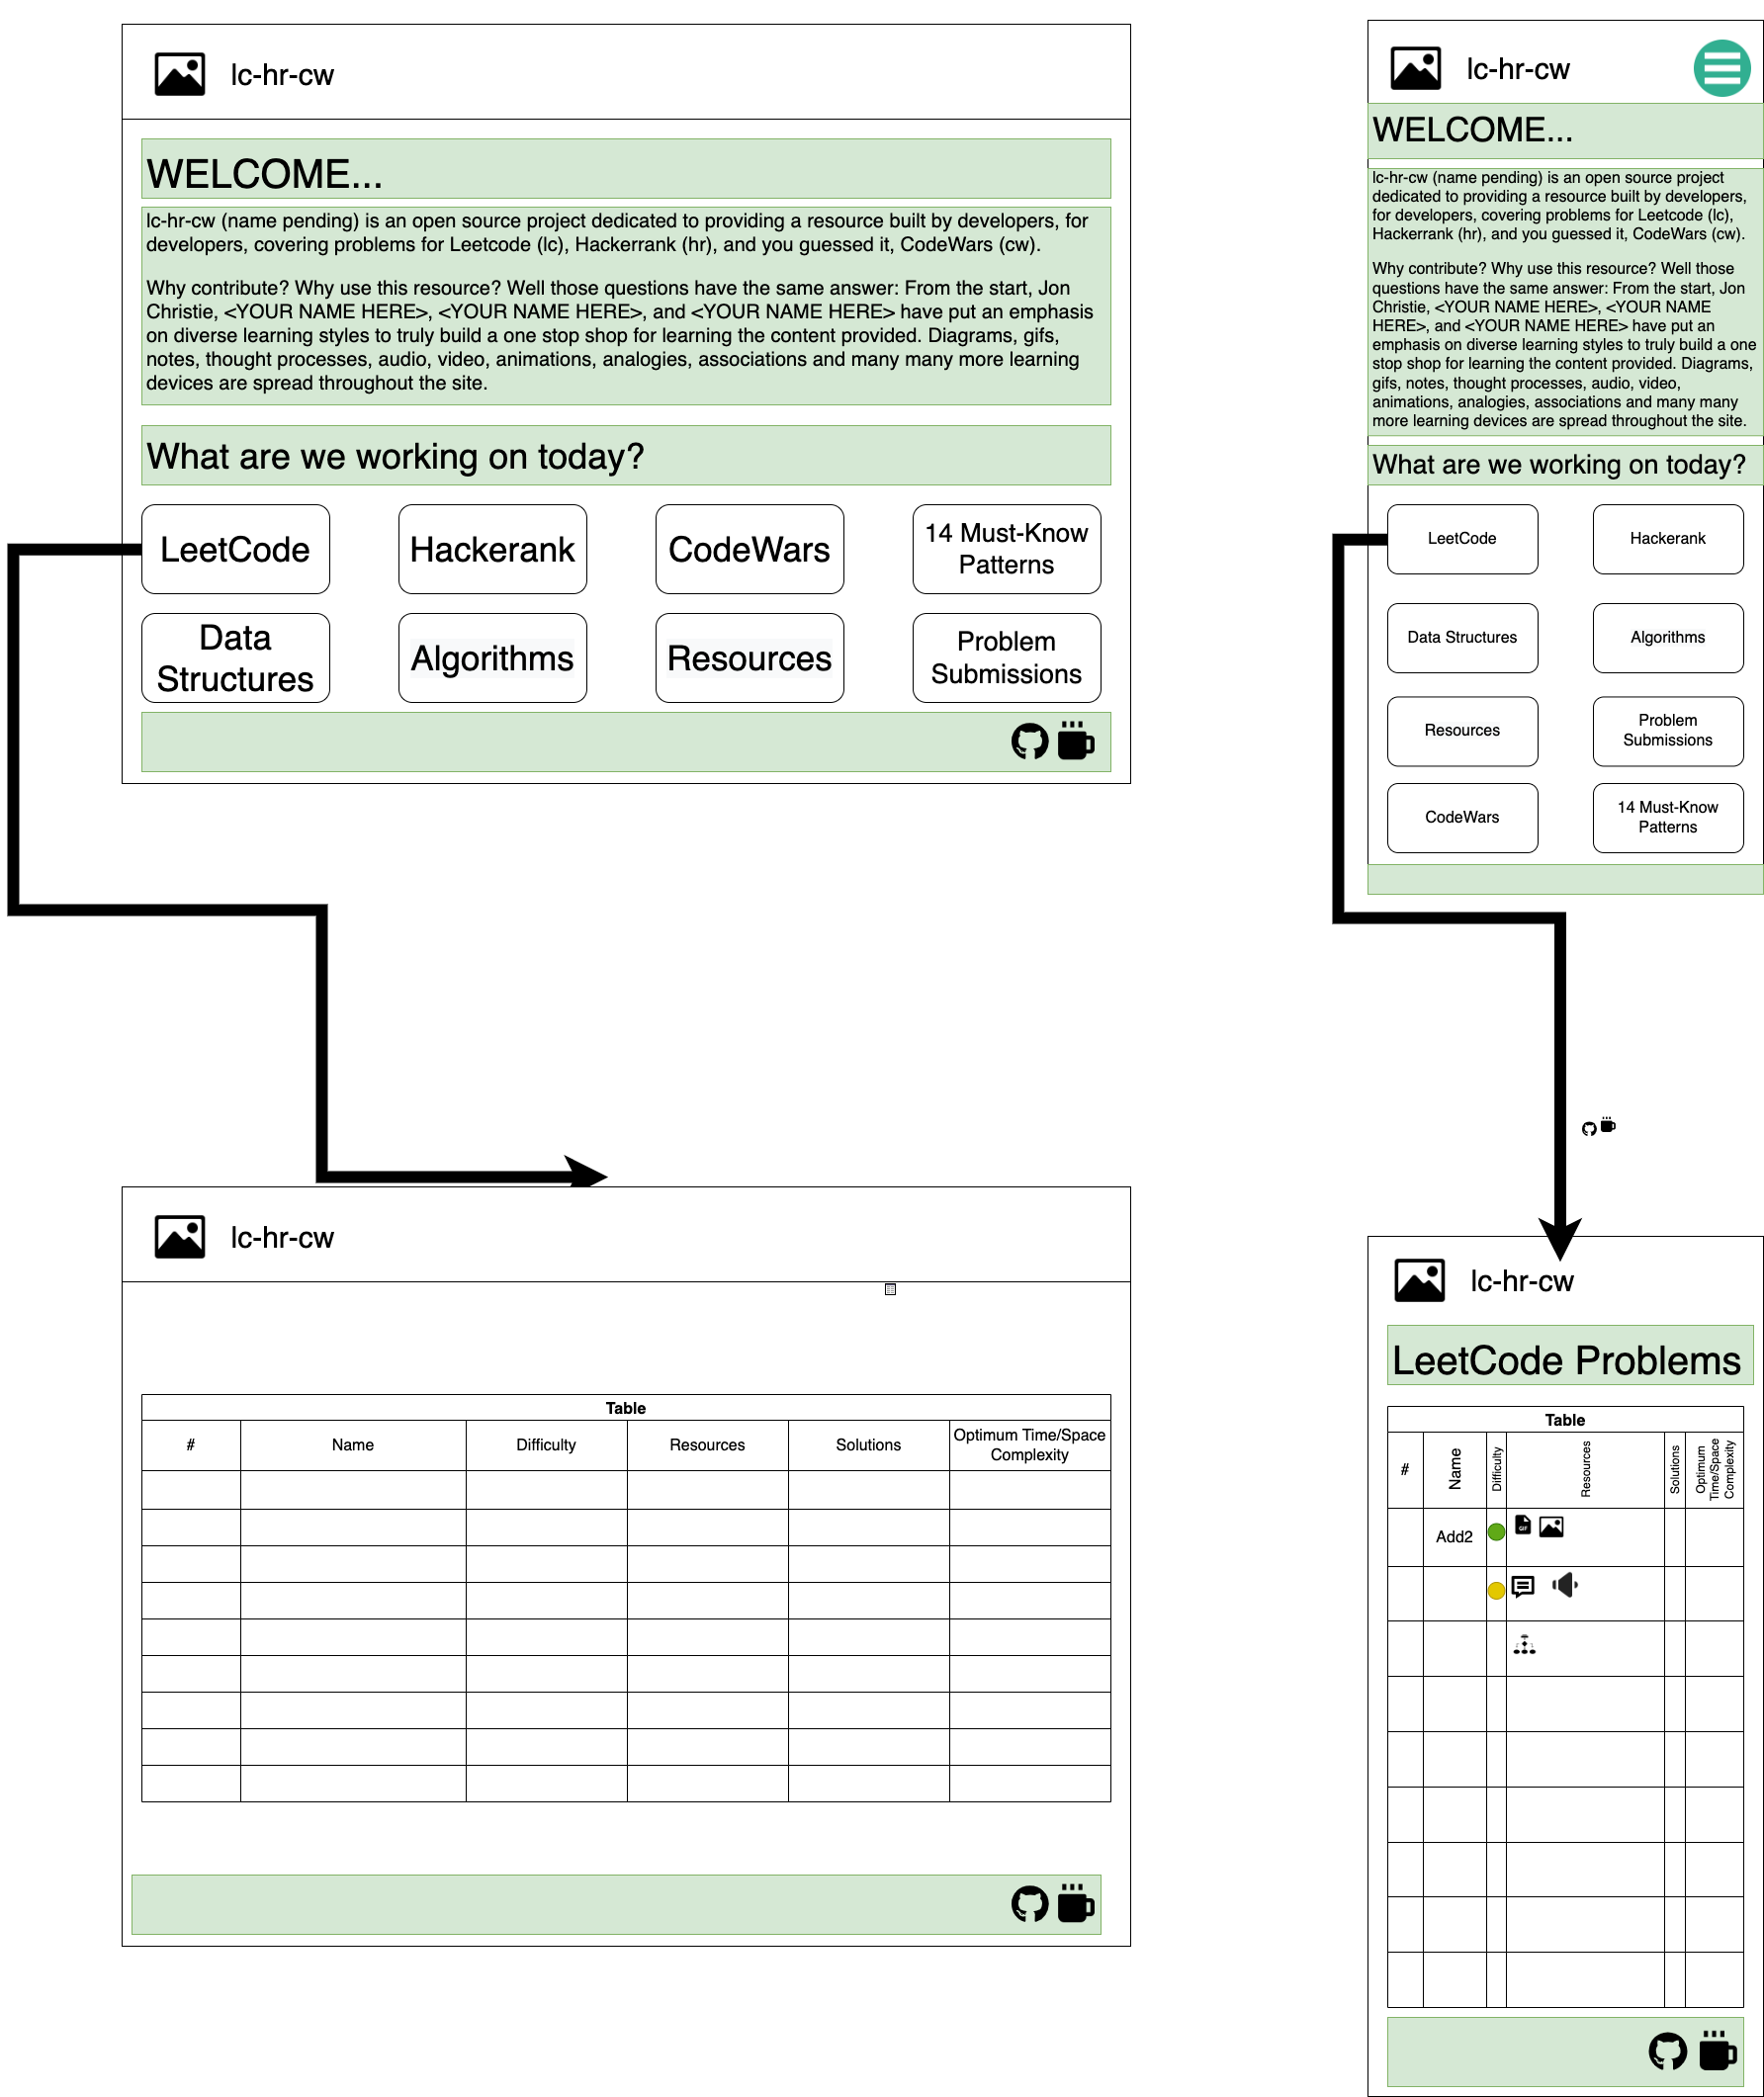 lc-hr-cw
WELCOME...
lc-hr-cw (name pending) is an open source project dedicated to providing a resource built by developers, for
developers, covering problems for Leetcode (lc), Hackerrank (hr), and you guessed it, CodeWars (cw).
Why contribute? Why use this resource? Well those questions have the same answer: From the start, Jon
Christie, <YOUR NAME HERE>, <YOUR NAME HERE>, and <YOUR NAME HERE> have put an emphasis
on diverse learning styles to truly build a one stop shop for learning the content provided. Diagrams, gifs,
notes, thought processes, audio, video, animations, analogies, associations and many many more learning
devices are spread throughout the site.
What are we working on today?
LeetCode
Hackerank
CodeWars
14 Must-Know
Patterns
Data
Structures
Algorithms
Resources
Problem
Submissions
lc-hr-cw
WELCOME...
lc-hr-cw (name pending) is an open source project
dedicated to providing a resource built by developers,
for developers, covering problems for Leetcode (lc),
Hackerrank (hr), and you guessed it, CodeWars (cw).
Why contribute? Why use this resource? Well those
questions have the same answer: From the start, Jon
Christie, <YOUR NAME HERE>, <YOUR NAME
HERE>, and <YOUR NAME HERE> have put an
emphasis on diverse learning styles to truly build a one
stop shop for learning the content provided. Diagrams,
gifs, notes, thought processes, audio, video,
animations, analogies, associations and many many
more learning devices are spread throughout the site.
What are we working on today?
LeetCode
Hackerank
Data Structures
Algorithms
Resources
Problem
Submissions
CodeWars
14 Must-Know
Patterns
lc-hr-cw
Table
#
Name
Difficulty
Resources
Solutions
Optimum Time/Space
Complexity
lc-hr-cw
LeetCode Problems
Table
#
Name
Difficulty
Resources
Solutions
Optimum
Time/Space
Complexity
Add2
GIF